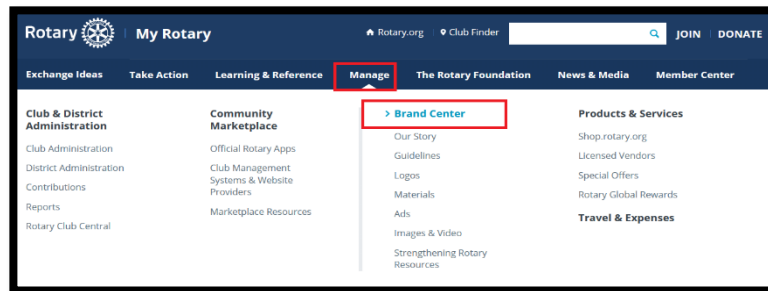 Rotary My Rotary Rotary.org Club Finder JOIN DONATE
Exchange Ideas Take Action Learning & Reference Manage The Rotary Foundation News & Media Member Center
Club & District
Administration
Club Administration
District Administration
Contributions
Reports
Rotary Club Central
Community
Marketplace
Official Rotary Apps
Club Management
Systems & Website
Providers
Marketplace Resources
> Brand Center
Our Story
Guidelines
Logos
Materials
Ads
Images & Video
Strengthening Rotary
Resources
Products & Services
Shop.rotary.org
Licensed Vendors
Special Offers
Rotary Global Rewards
Travel & Expenses